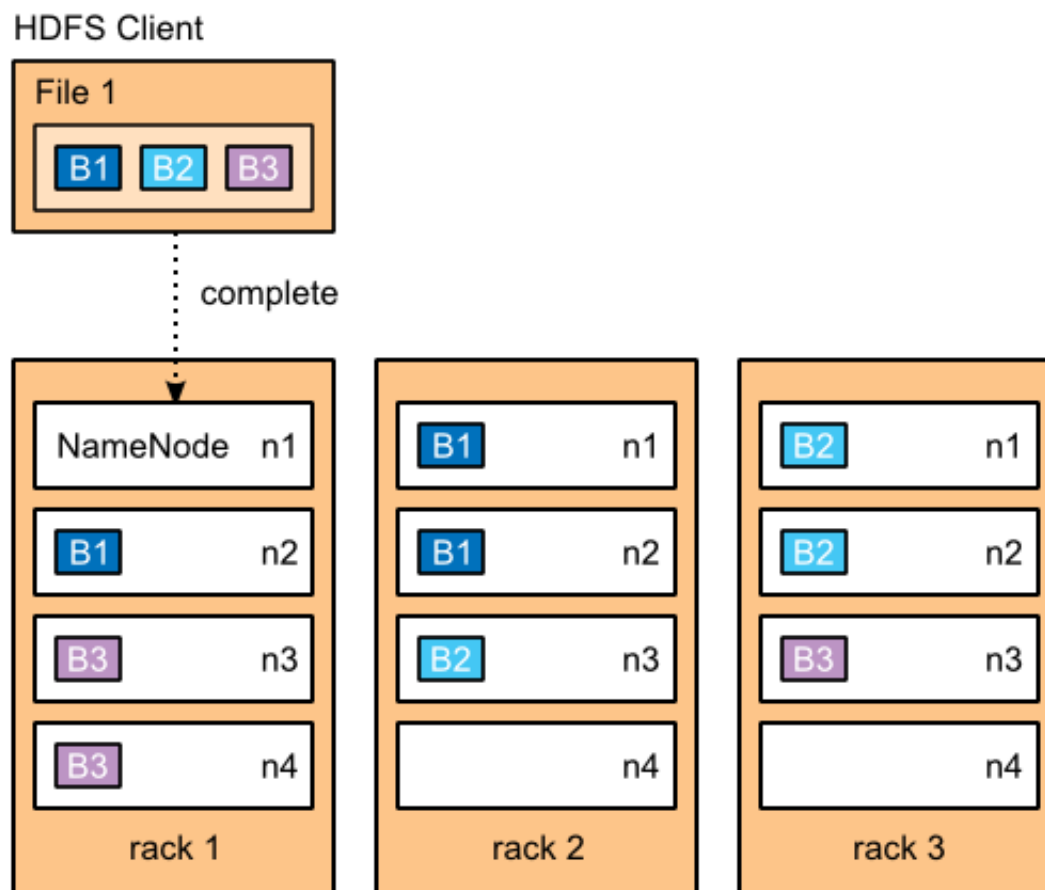 HDFS Client
File 1
B1 B2 B3
complete
NameNode n1
B1 n2
B3 n3
B3 n4
rack 1
B1 n1
B1 n2
B2 n3
n4
rack 2
B2 n1
B2 n2
B3 n3
n4
rack 3